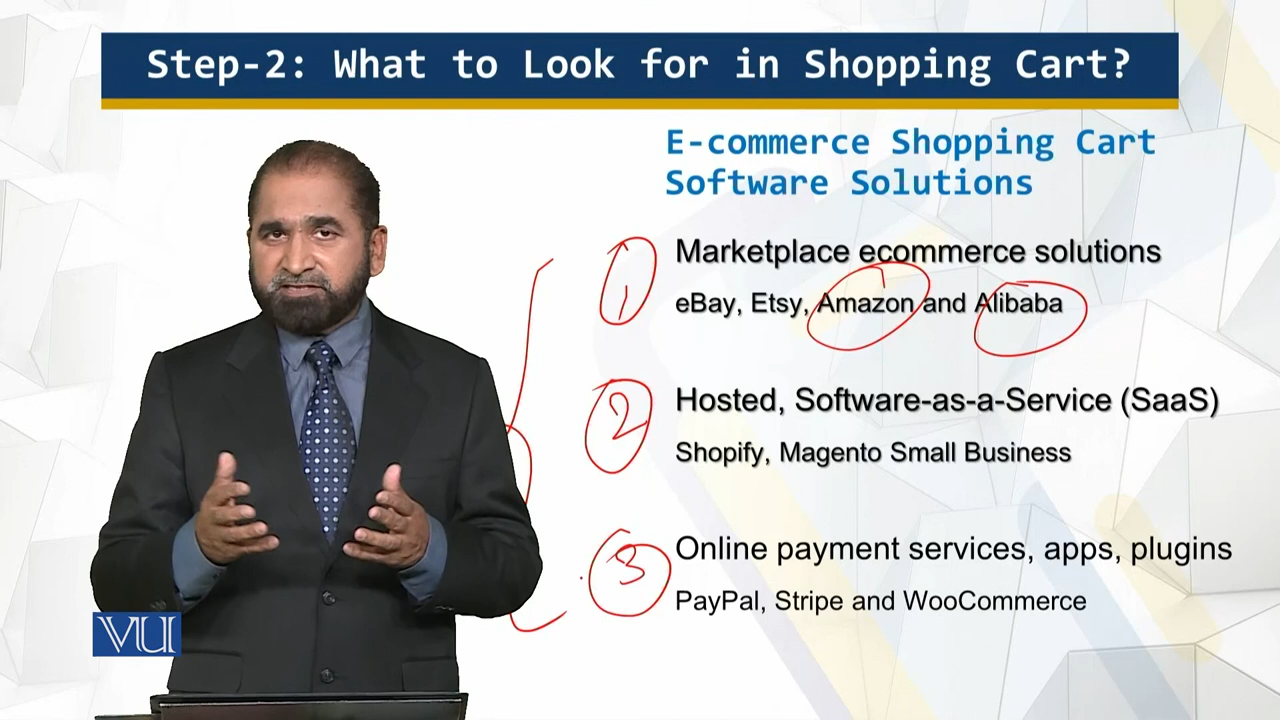 Step-2: What to Look for in Shopping Cart?
E-commerce Shopping Cart
Software Solutions
1 Marketplace ecommerce solutions
eBay, Etsy, Amazon and Alibaba
2 Hosted, Software-as-a-Service (SaaS)
Shopify, Magento Small Business
3 Online payment services, apps, plugins
PayPal, Stripe and WooCommerce
VU